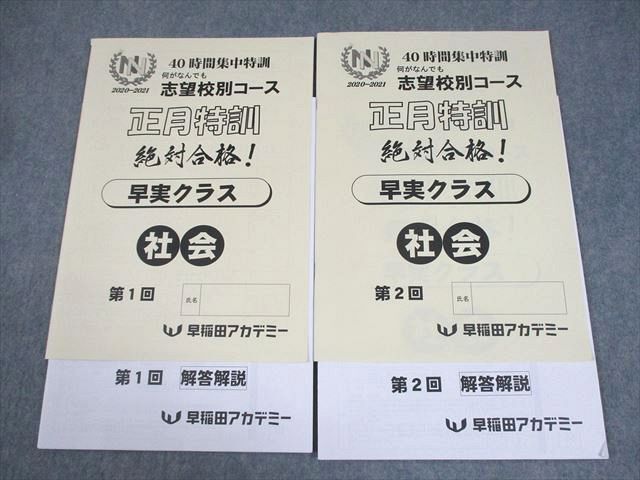 NN
2020-2021
40時間集中特訓
何がなんでも
志望校別コース
正月特訓
絶対合格!
早実クラス
社会
第1回
氏名
早稲田アカデミー
第1回 解答解説
早稲田アカデミー
NN
2020-2021
40時間集中特訓
何がなんでも
志望校別コース
正月特訓
絶対合格!
早実クラス
社会
第2回
氏名
早稲田アカデミー
第2回 解答解説
早稲田アカデミー